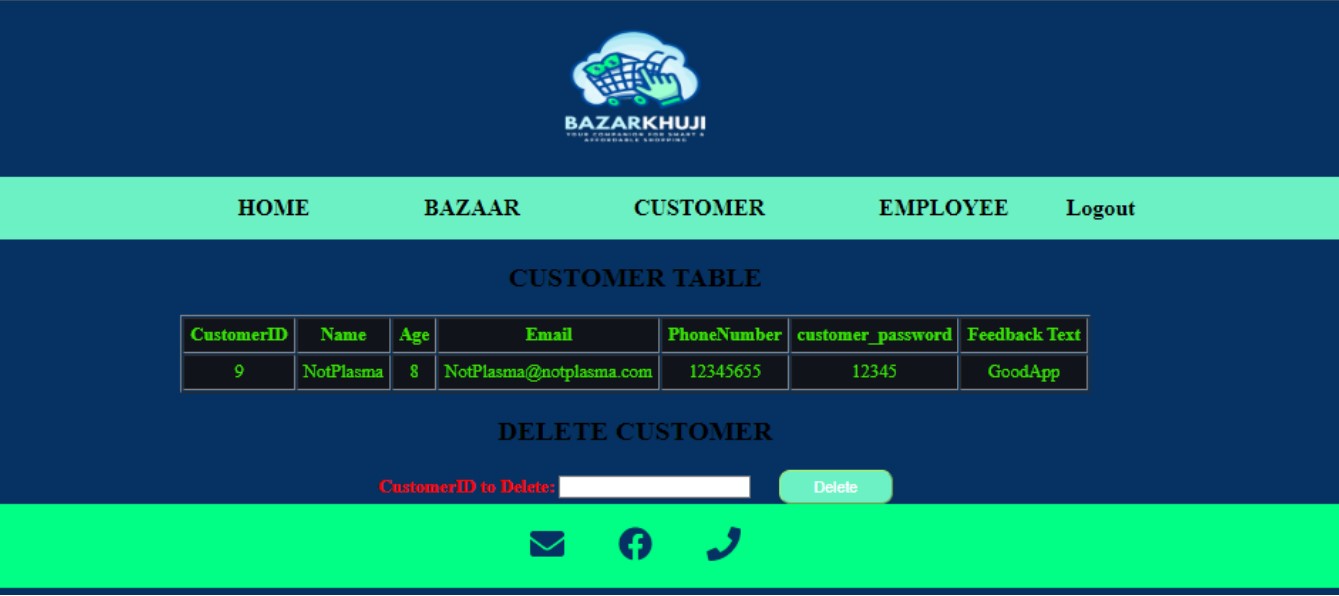 BAZARKHUJI
YOUR COMPANION FOR SMART &
AFFORDABLE SHOPPING
HOME BAZAAR CUSTOMER EMPLOYEE Logout
CUSTOMER TABLE
CustomerID Name Age Email PhoneNumber customer_password Feedback Text
9 NotPlasma 8 NotPlasma@notplasma.com 12345655 12345 GoodApp
DELETE CUSTOMER
CustomerID to Delete: Delete